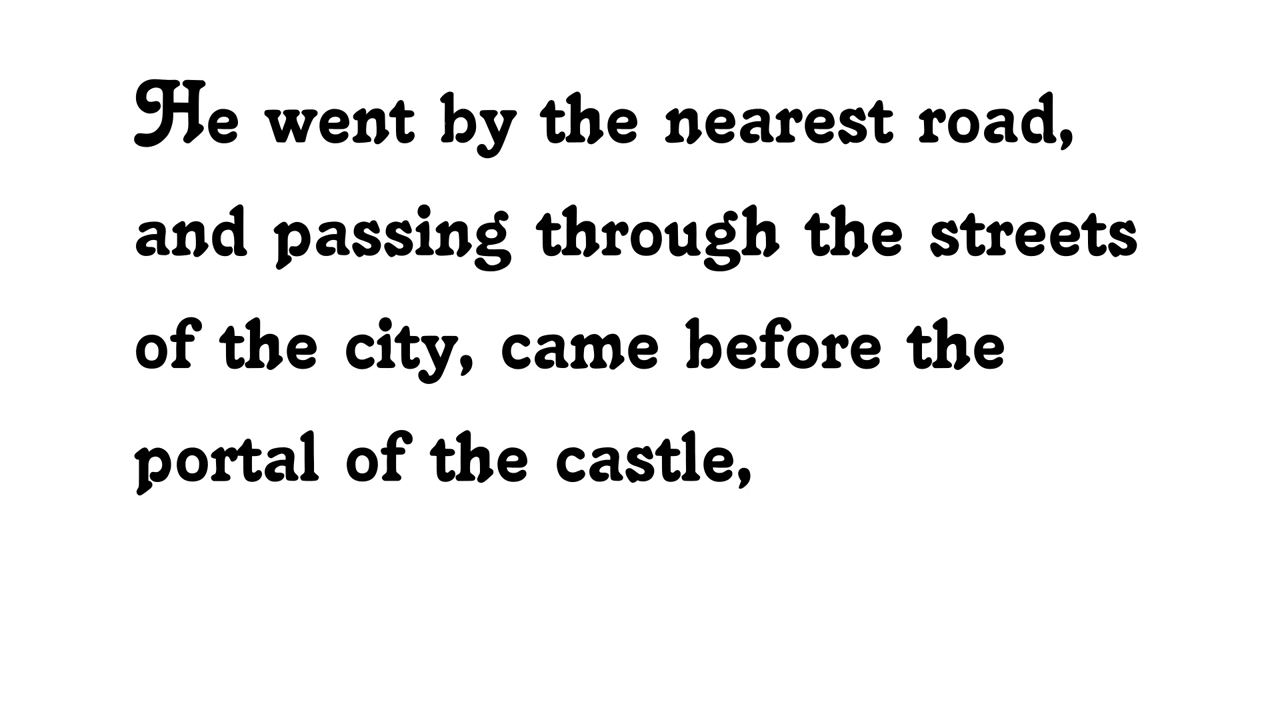 He went by the nearest road,
and passing through the streets
of the city, came before the
portal of the castle,